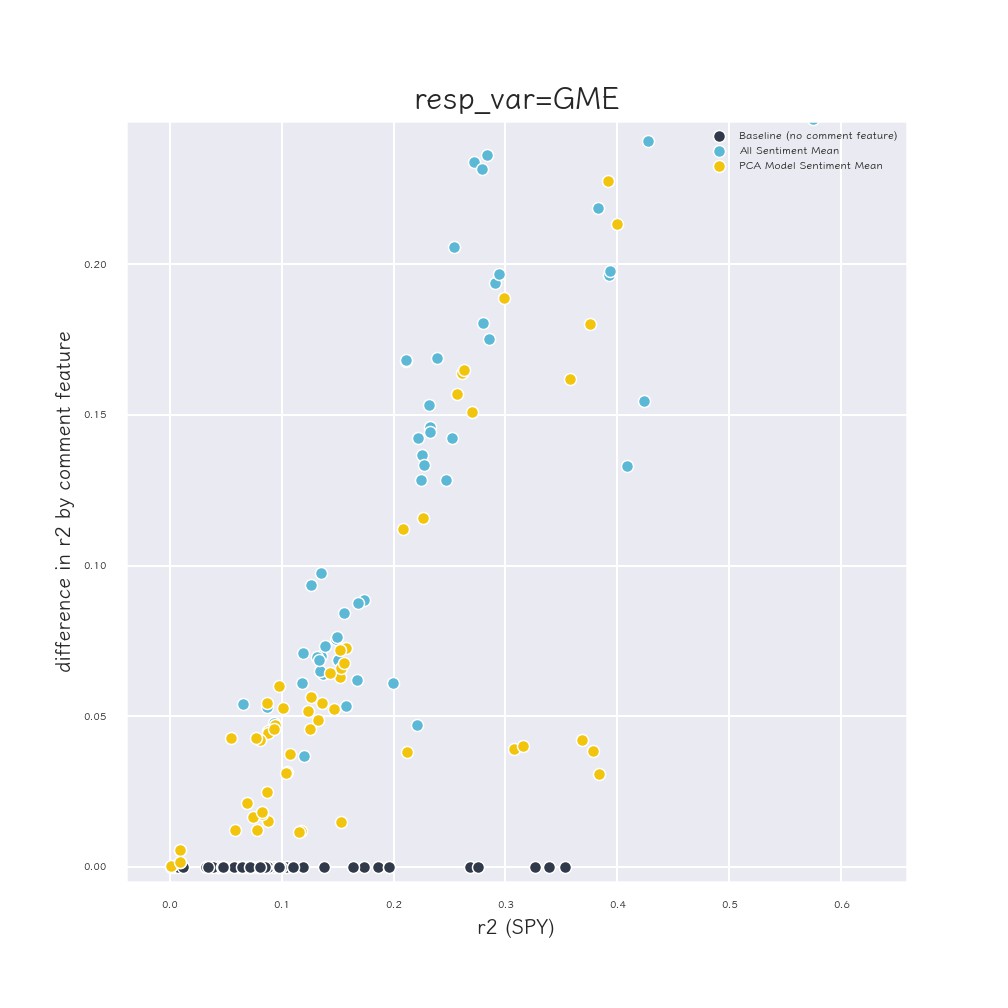 resp_var=GME
Baseline (no comment feature)
All Sentiment Mean
PCA Model Sentiment Mean
difference in r2 by comment feature
0.20
0.15
0.10
0.05
0.00
0.0 0.1 0.2 0.3 0.4 0.5 0.6
r2 (SPY)